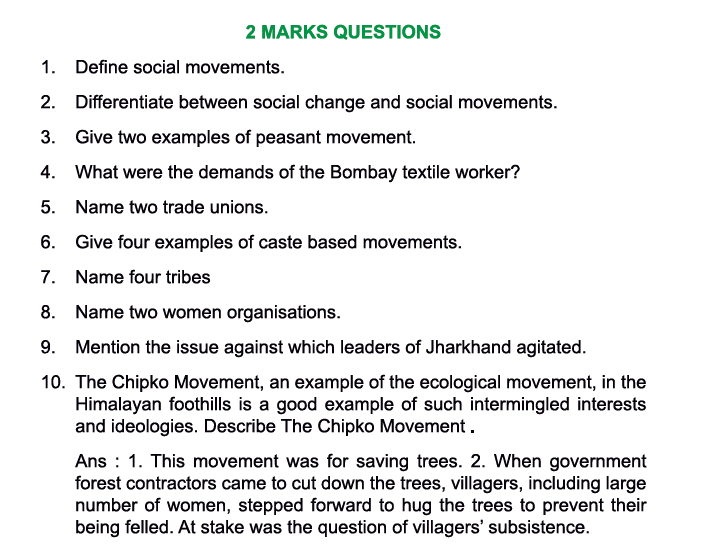 2 MARKS QUESTIONS
1. Define social movements.
2. Differentiate between social change and social movements.
3. Give two examples of peasant movement.
4. What were the demands of the Bombay textile worker?
5. Name two trade unions.
6. Give four examples of caste based movements.
7. Name four tribes
8. Name two women organisations.
9. Mention the issue against which leaders of Jharkhand agitated.
10. The Chipko Movement, an example of the ecological movement, in the
Himalayan foothills is a good example of such intermingled interests
and ideologies. Describe The Chipko Movement .
Ans : 1. This movement was for saving trees. 2. When government
forest contractors came to cut down the trees, villagers, including large
number of women, stepped forward to hug the trees to prevent their
being felled. At stake was the question of villagers' subsistence.